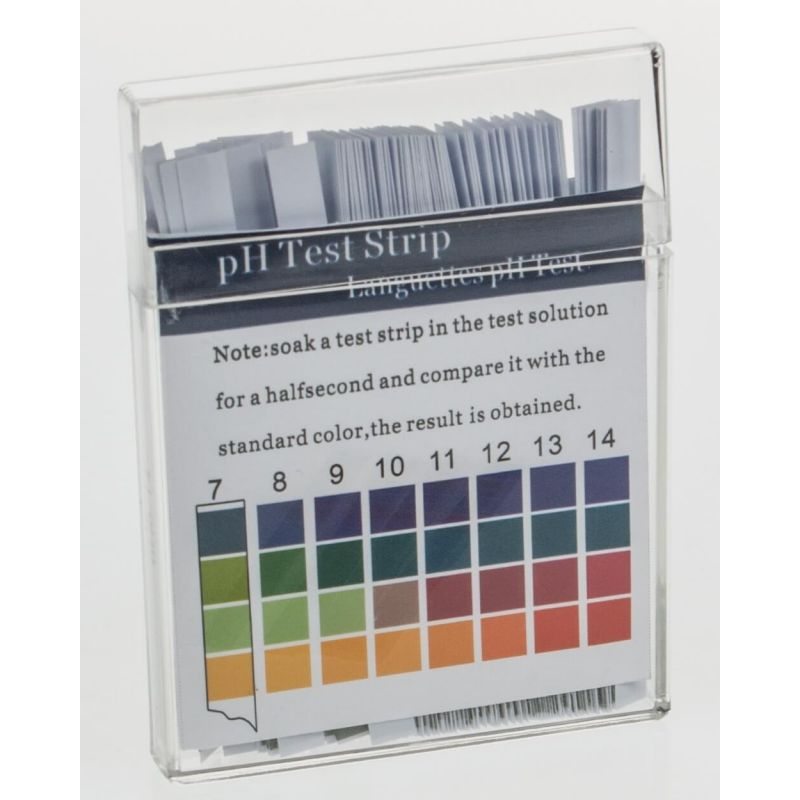 pH Test Strip
Languettes pH Test
Note:soak a test strip in the test solution
for a halfsecond and compare it with the
standard color,the result is obtained.
7 8 9 10 11 12 13 14